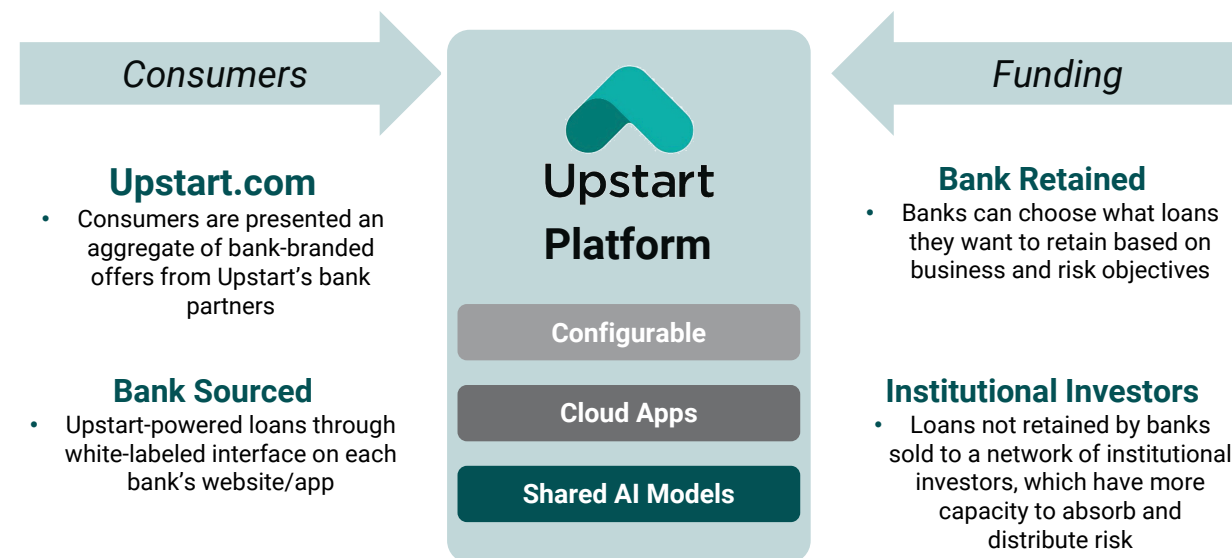 Consumers
Upstart.com
• Consumers are presented an
aggregate of bank-branded
offers from Upstart’s bank
partners
Bank Sourced
• Upstart-powered loans through
white-labeled interface on each
bank’s website/app
Upstart
Platform
Configurable
Cloud Apps
Shared AI Models
Funding
Bank Retained
• Banks can choose what loans
they want to retain based on
business and risk objectives
Institutional Investors
• Loans not retained by banks
sold to a network of institutional
investors, which have more
capacity to absorb and
distribute risk